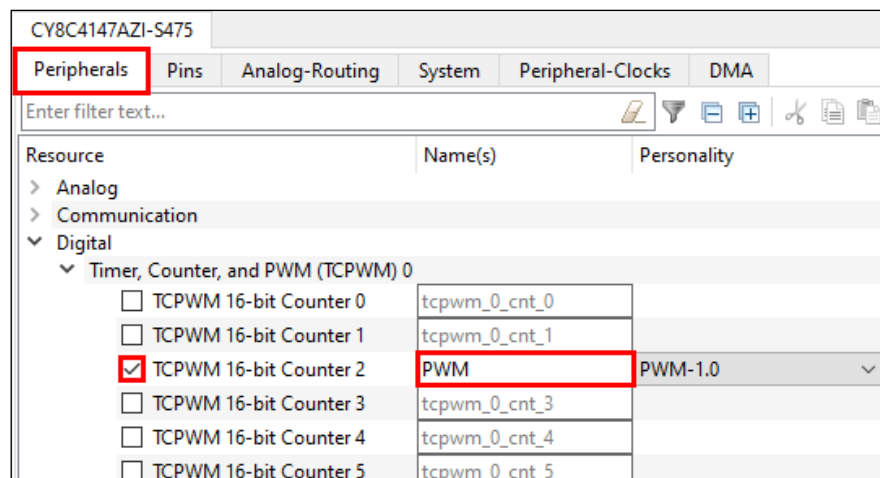 CY8C4147AZI-S475
Peripherals Pins Analog-Routing System Peripheral-Clocks DMA
Enter filter text...
Resource Name(s) Personality
Analog
Communication
Digital
Timer, Counter, and PWM (TCPWM) 0
TCPWM 16-bit Counter 0 tcpwm_0_cnt_0
TCPWM 16-bit Counter 1 tcpwm_0_cnt_1
TCPWM 16-bit Counter 2 PWM PWM-1.0
TCPWM 16-bit Counter 3 tcpwm_0_cnt_3
TCPWM 16-bit Counter 4 tcpwm_0_cnt_4
TCPWM 16-bit Counter 5 tcpwm_0_cnt_5